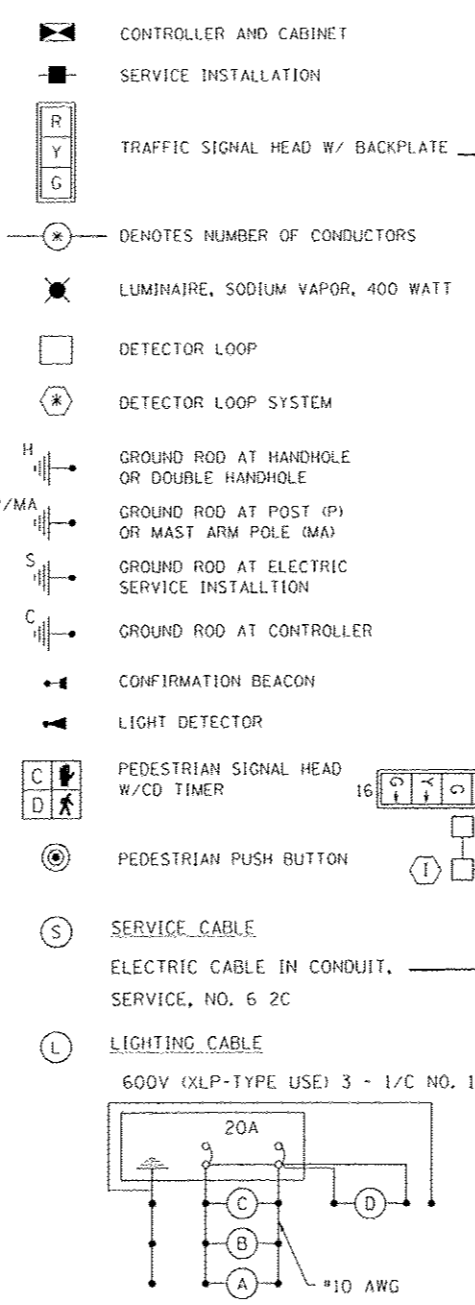 CONTROLLER AND CABINET
SERVICE INSTALLATION
R
Y
G
TRAFFIC SIGNAL HEAD W/ BACKPLATE
* DENOTES NUMBER OF CONDUCTORS
LUMINAIRE, SODIUM VAPOR, 400 WATT
DETECTOR LOOP
* DETECTOR LOOP SYSTEM
H
GROUND ROD AT HANDHOLE
OR DOUBLE HANDHOLE
/MA
GROUND ROD AT POST (P)
OR MAST ARM POLE (MA)
S
GROUND ROD AT ELECTRIC
SERVICE INSTALLTION
C
GROUND ROD AT CONTROLLER
CONFIRMATION BEACON
LIGHT DETECTOR
C
D
PEDESTRIAN SIGNAL HEAD
W/CD TIMER
16 G Y G
PEDESTRIAN PUSH BUTTON
I
S SERVICE CABLE
ELECTRIC CABLE IN CONDUIT,
SERVICE, NO. 6 2C
L LIGHTING CABLE
600V (XLP-TYPE USE) 3 - 1/C NO. 1
20A
C
D
B
A
#10 AWG